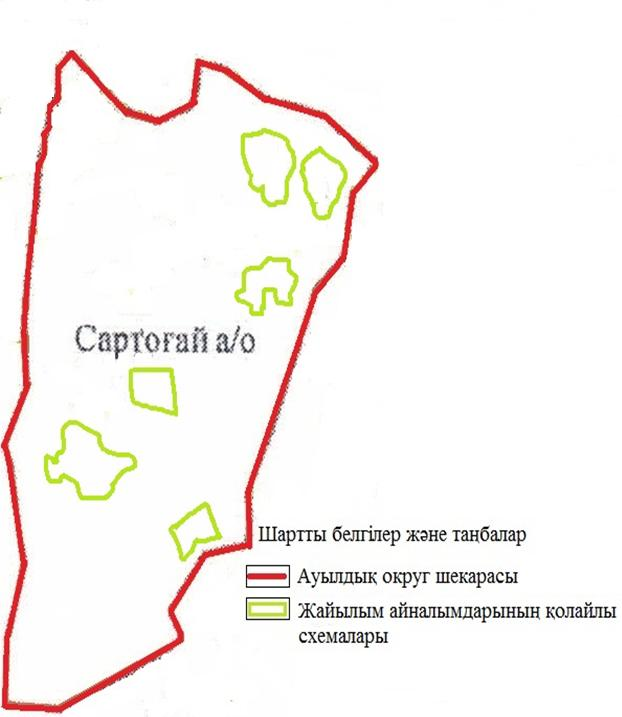 Сартоғай а/о
Шартты белгілер және таңбалар
Ауылдық округ шекарасы
Жайылым айналымдарының қолайлы
схемалары